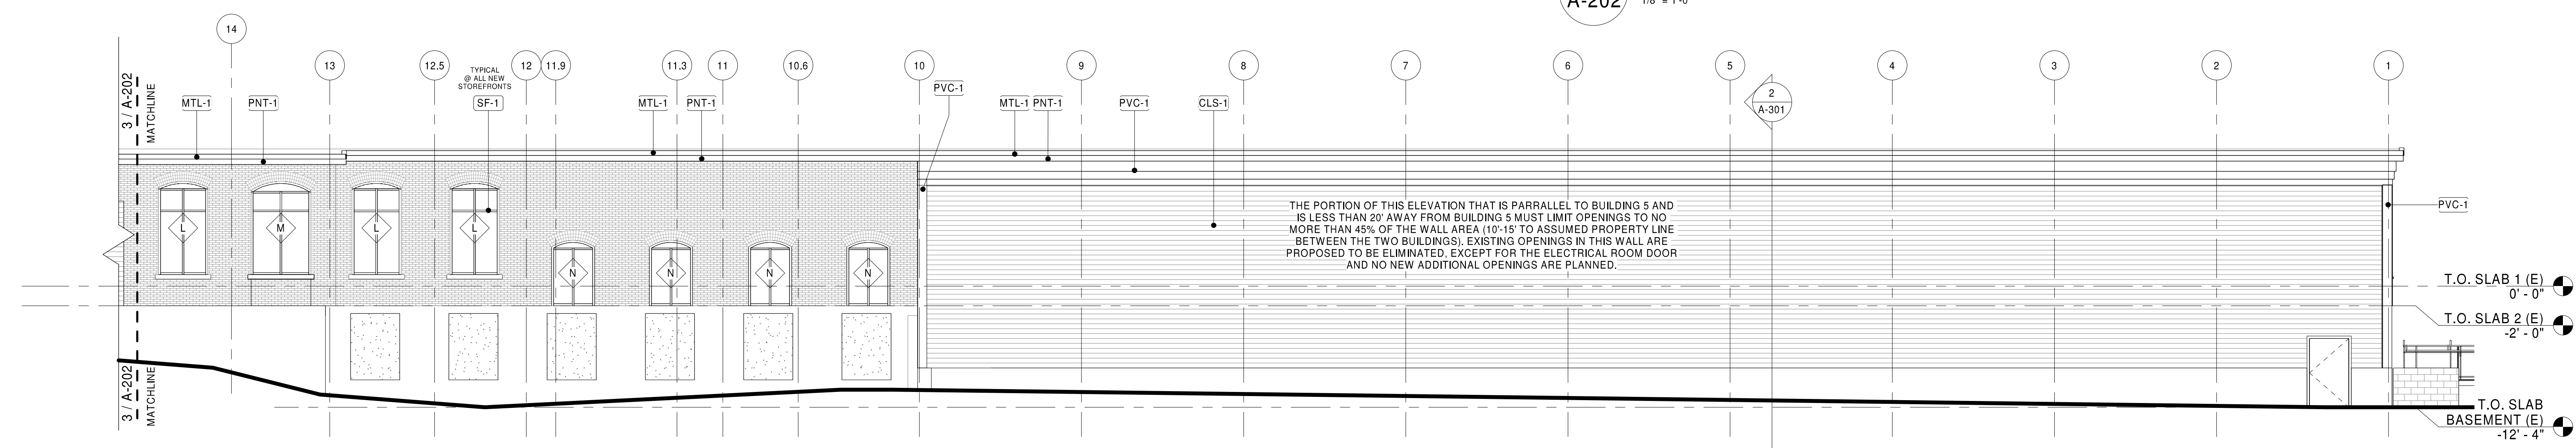 A-202
1/8" = 1'-0"
14
13
12.5
12
11.9
11.3
11
10.6
10
9
8
7
6
5
4
3
2
1
3 / A-202
MATCHLINE
MTL-1
PNT-1
TYPICAL
@ ALL NEW
STOREFRONTS
SF-1
MTL-1
PNT-1
PVC-1
MTL-1
PNT-1
PVC-1
CLS-1
2
A-301
L
M
L
L
N
N
N
N
THE PORTION OF THIS ELEVATION THAT IS PARRALLEL TO BUILDING 5 AND
IS LESS THAN 20' AWAY FROM BUILDING 5 MUST LIMIT OPENINGS TO NO
MORE THAN 45% OF THE WALL AREA (10'-15' TO ASSUMED PROPERTY LINE
BETWEEN THE TWO BUILDINGS). EXISTING OPENINGS IN THIS WALL ARE
PROPOSED TO BE ELIMINATED, EXCEPT FOR THE ELECTRICAL ROOM DOOR
AND NO NEW ADDITIONAL OPENINGS ARE PLANNED.
PVC-1
T.O. SLAB 1 (E)
0' - 0"
T.O. SLAB 2 (E)
-2' - 0"
3 / A-202
MATCHLINE
T.O. SLAB
BASEMENT (E)
-12' - 4"